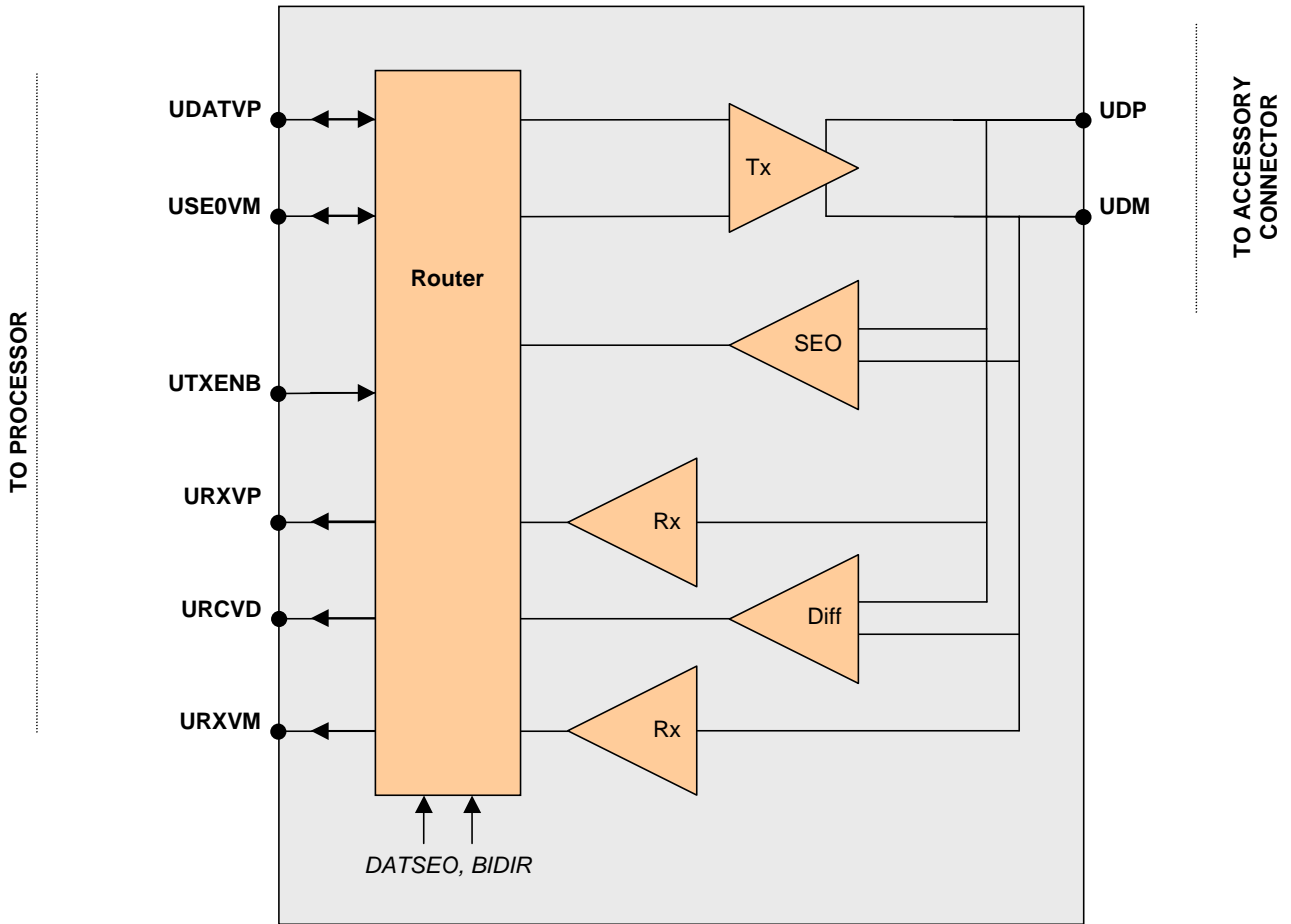 TO PROCESSOR
UDATVP
USE0VM
UTXENB
URXVP
URCVD
URXVM
Router
Tx
SEO
Rx
Diff
Rx
DATSEO, BIDIR
UDP
UDM
TO ACCESSORY
CONNECTOR